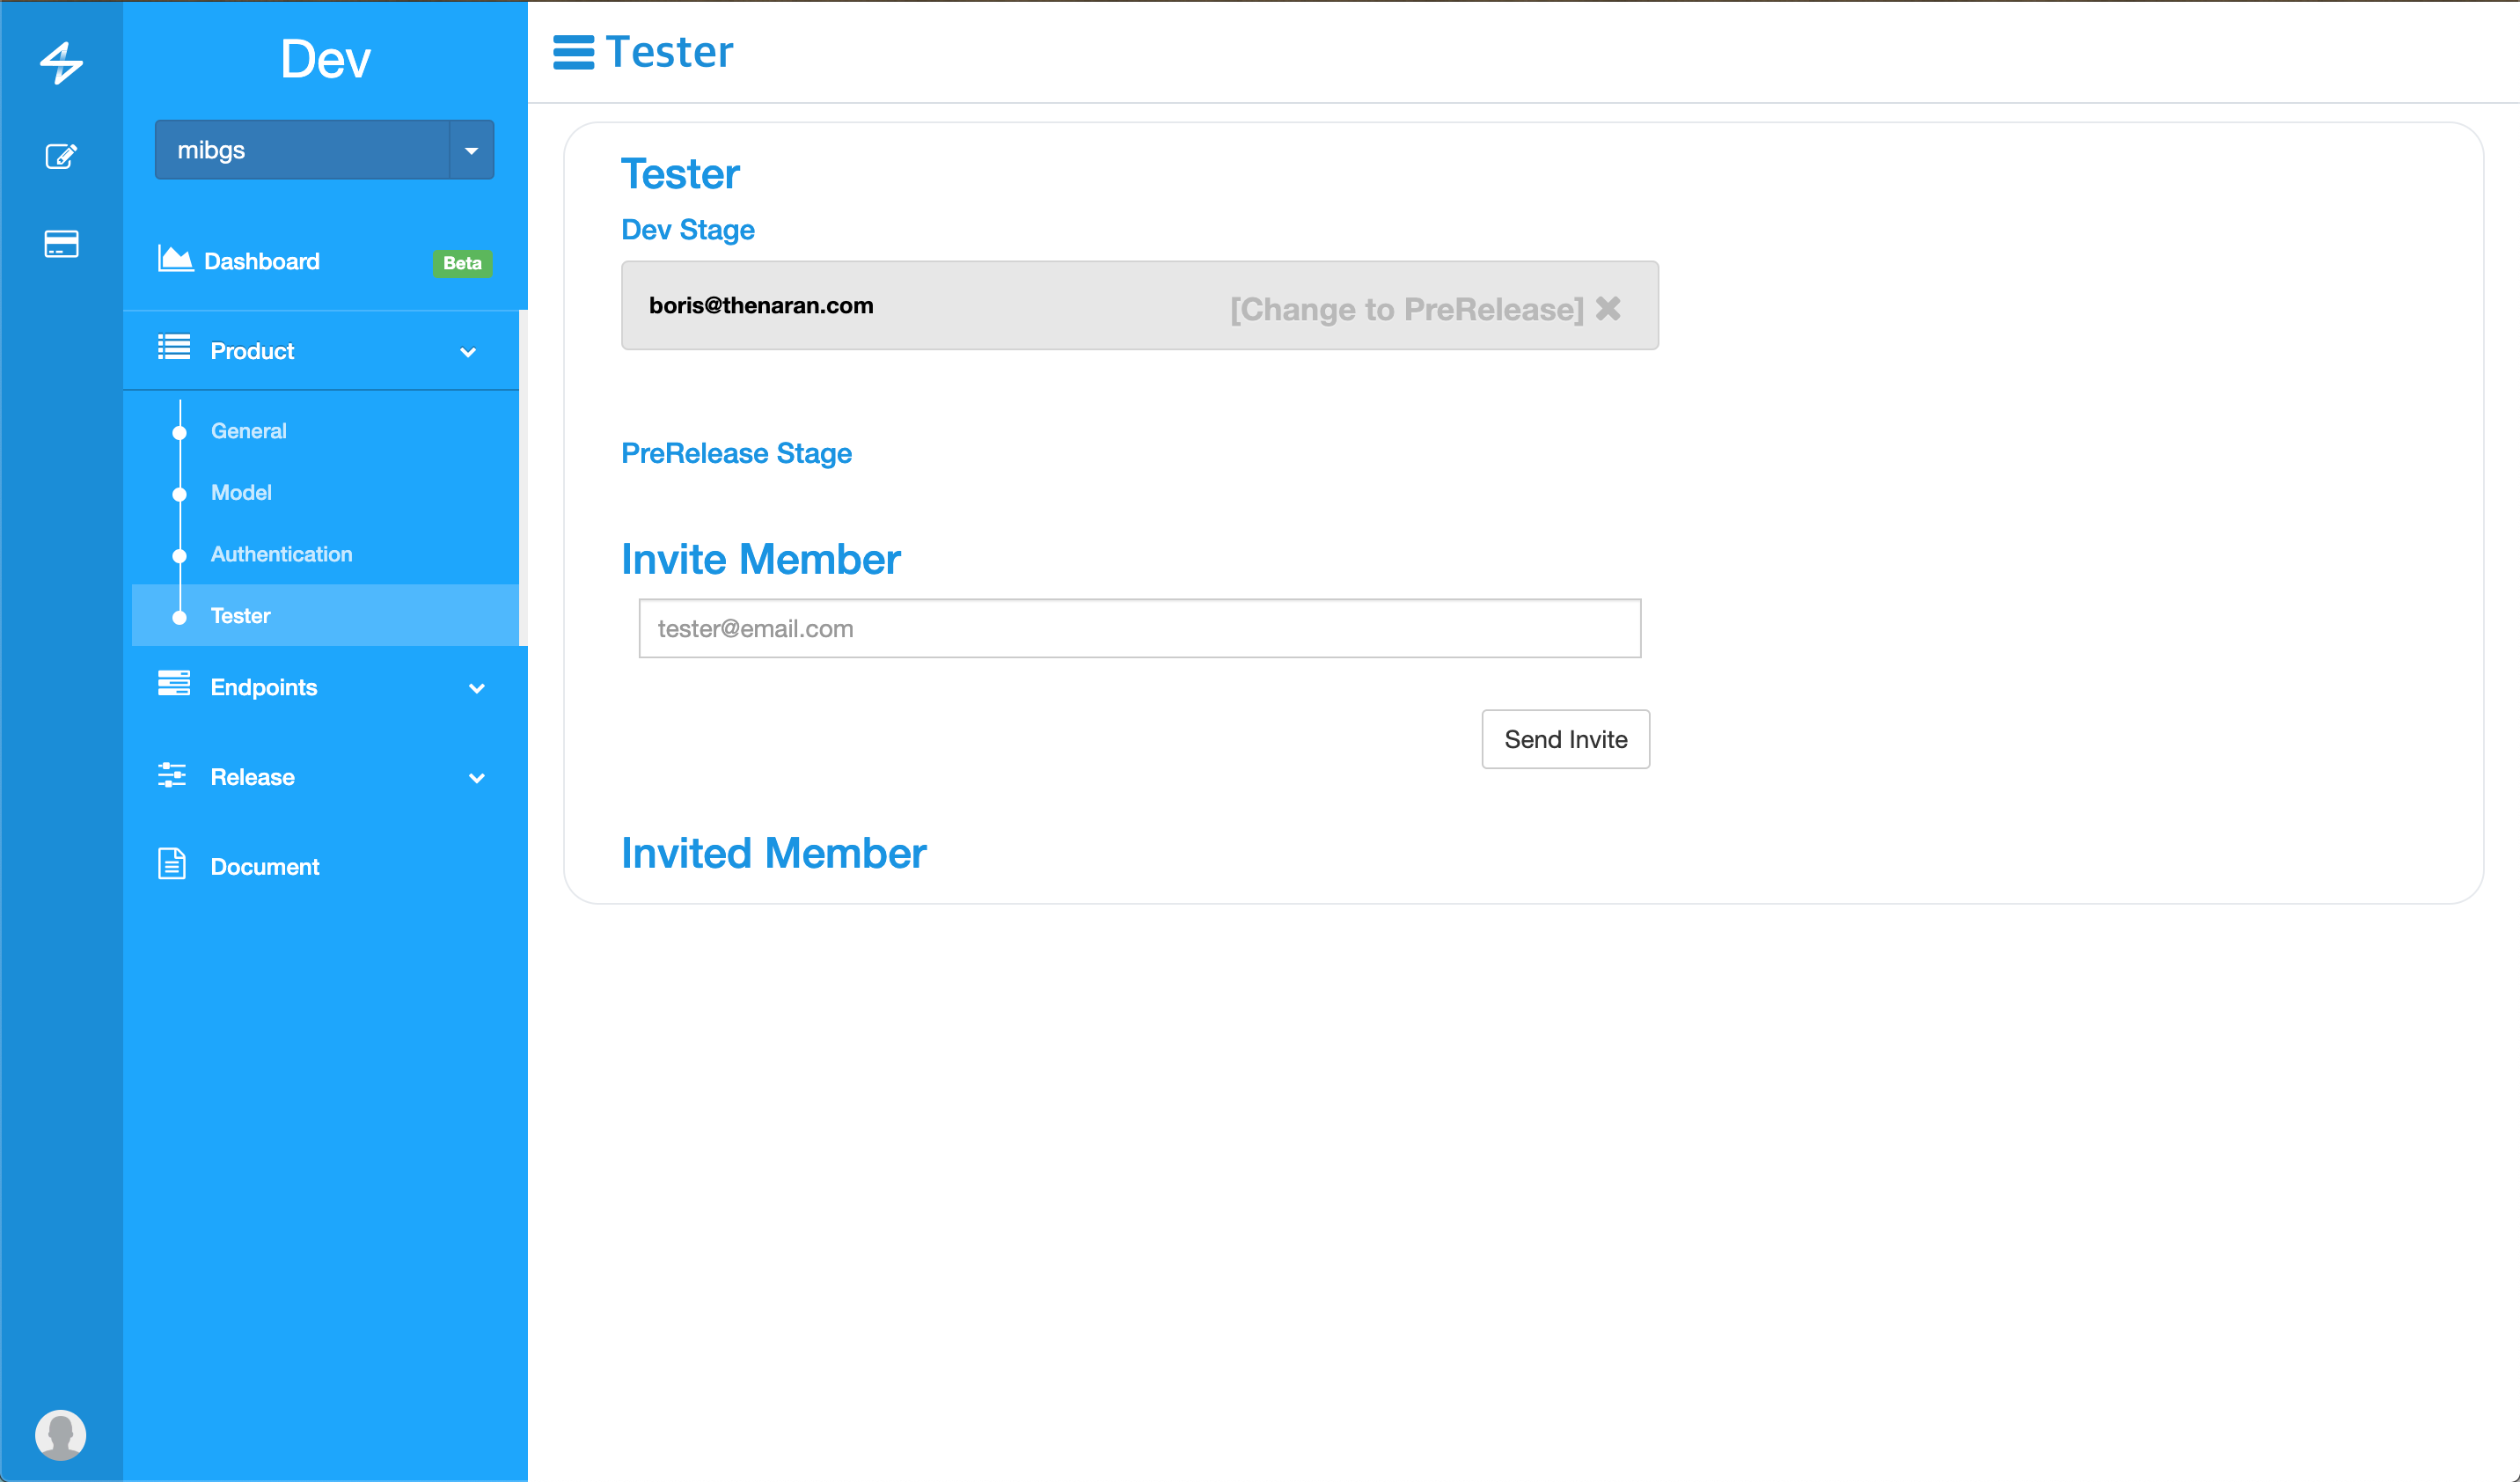 Dev
mibgs
Dashboard Beta
Product
General
Model
Authentication
Tester
Endpoints
Release
Document
Tester
Tester
Dev Stage
boris@thenaran.com [Change to PreRelease]
PreRelease Stage
Invite Member
tester@email.com
Send Invite
Invited Member